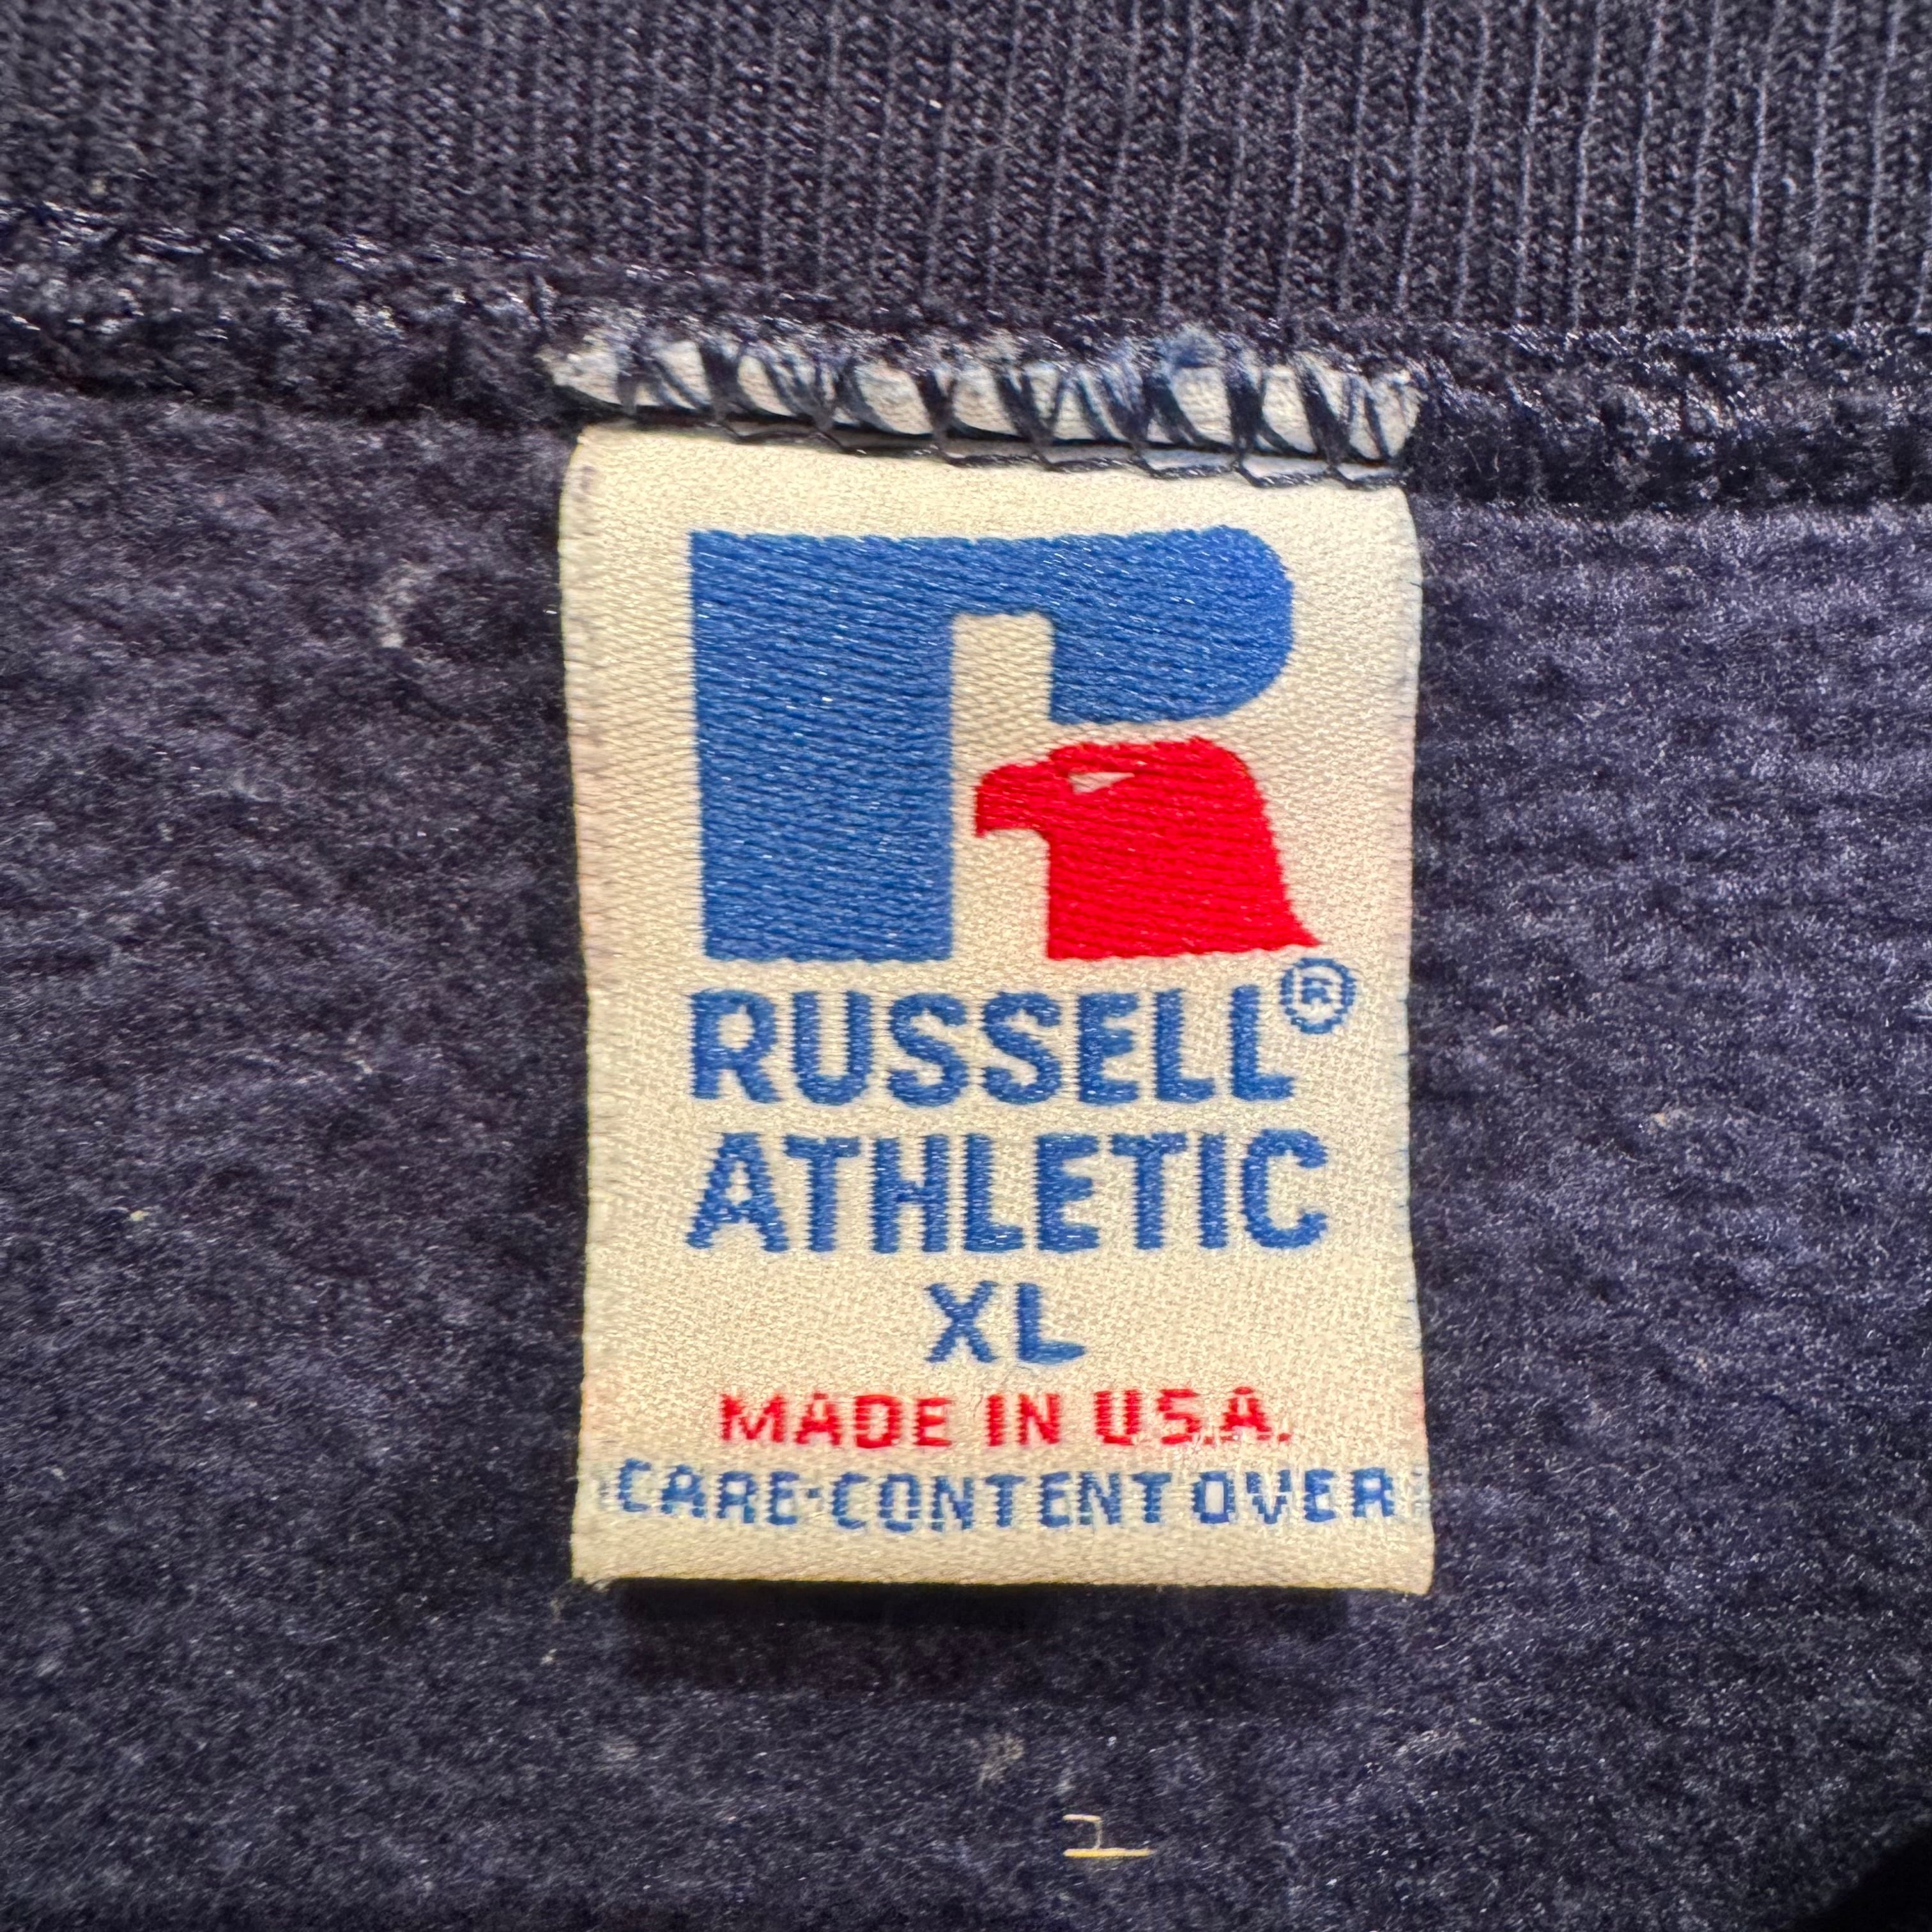 RUSSELL®
ATHLETIC
XL
MADE IN U.S.A.
CARE·CONTENT OVER